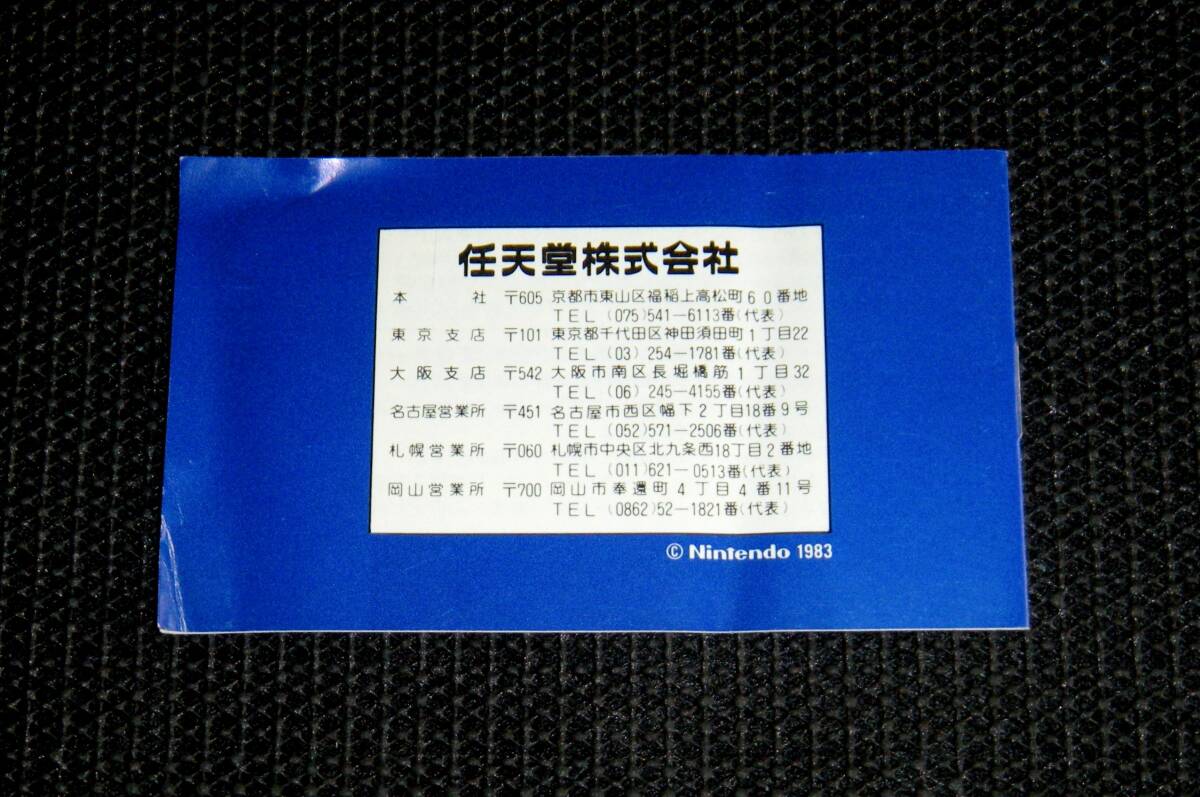 任天堂株式会社
本社 〒605 京都市東山区福稲上高松町60番地
TEL (075)541-6113番(代表)
東京支店 〒101 東京都千代田区神田須田町1丁目22
TEL (03) 254-1781番(代表)
大阪支店 〒542 大阪市南区長堀橋筋1丁目32
TEL (06) 245-4155番(代表)
名古屋営業所 〒451 名古屋市西区幅下2丁目18番9号
TEL (052)571-2506番(代表)
札幌営業所 〒060 札幌市中央区北九条西18丁目2番地
TEL (011)621-0513番(代表)
岡山営業所 〒700 岡山市奉還町4丁目4番11号
TEL (0862)52-1821番(代表)
© Nintendo 1983